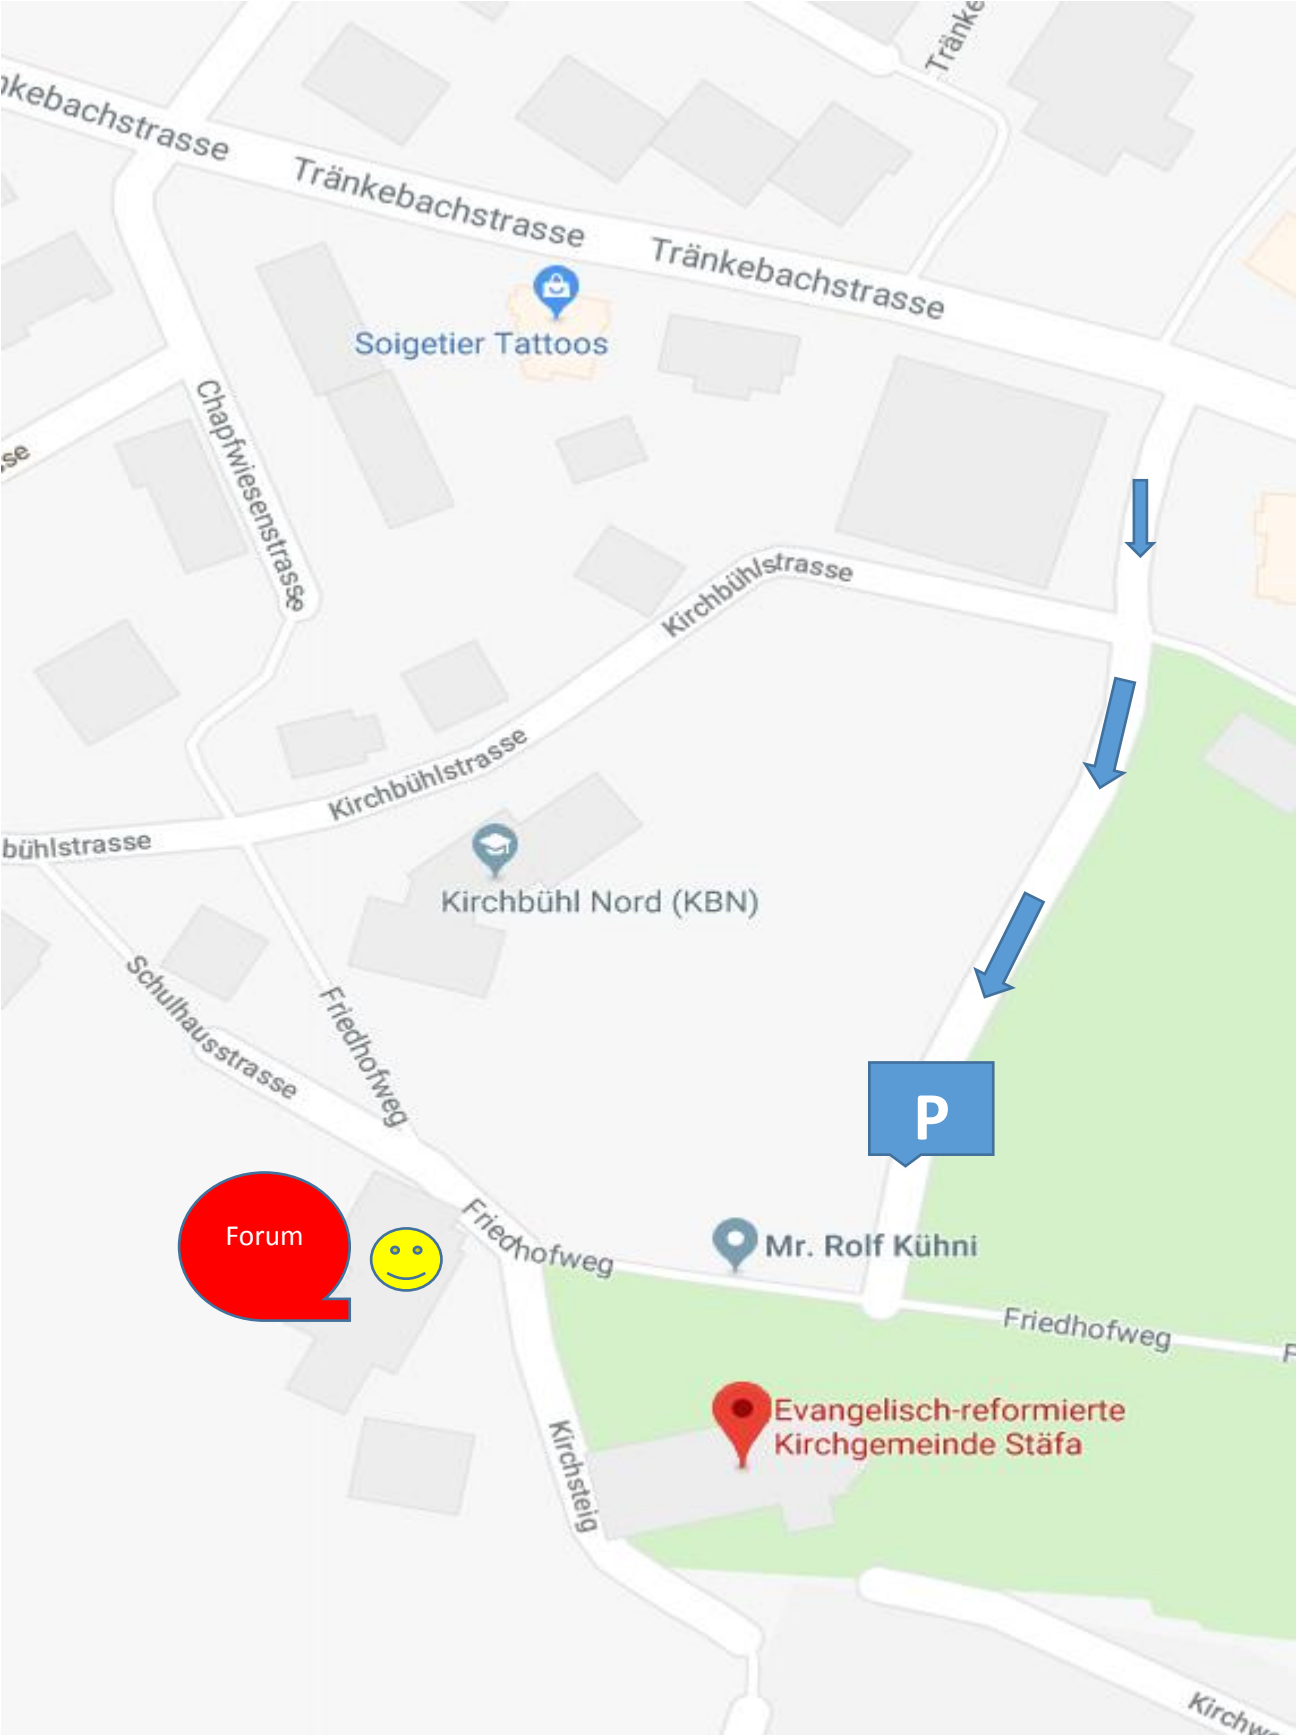 Tränke
nkebachstrasse
Tränkebachstrasse
Tränkebachstrasse
Soigetier Tattoos
Chapfwiesenstrasse
se
Kirchbühlstrasse
Kirchbühlstrasse
bühlstrasse
Kirchbühl Nord (KBN)
Schulhausstrasse
Friedhofweg
P
Forum
Friedhofweg
Mr. Rolf Kühni
Friedhofweg
F
Evangelisch-reformierte
Kirchgemeinde Stäfa
Kirchsteig
Kirchw